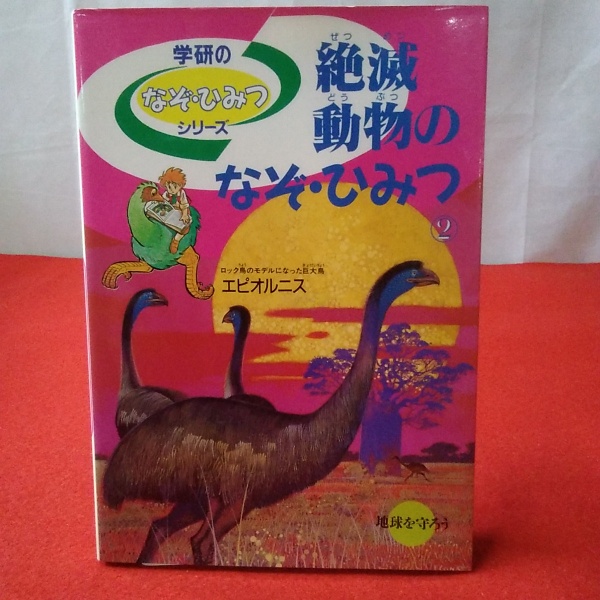 学研の
なぞ・ひみつ
シリーズ
ぜつ めつ
絶滅
どう ぶつ
動物の
なぞ・ひみつ
②
ロック鳥のモデルになった巨大鳥
エピオルニス
地球を守ろう